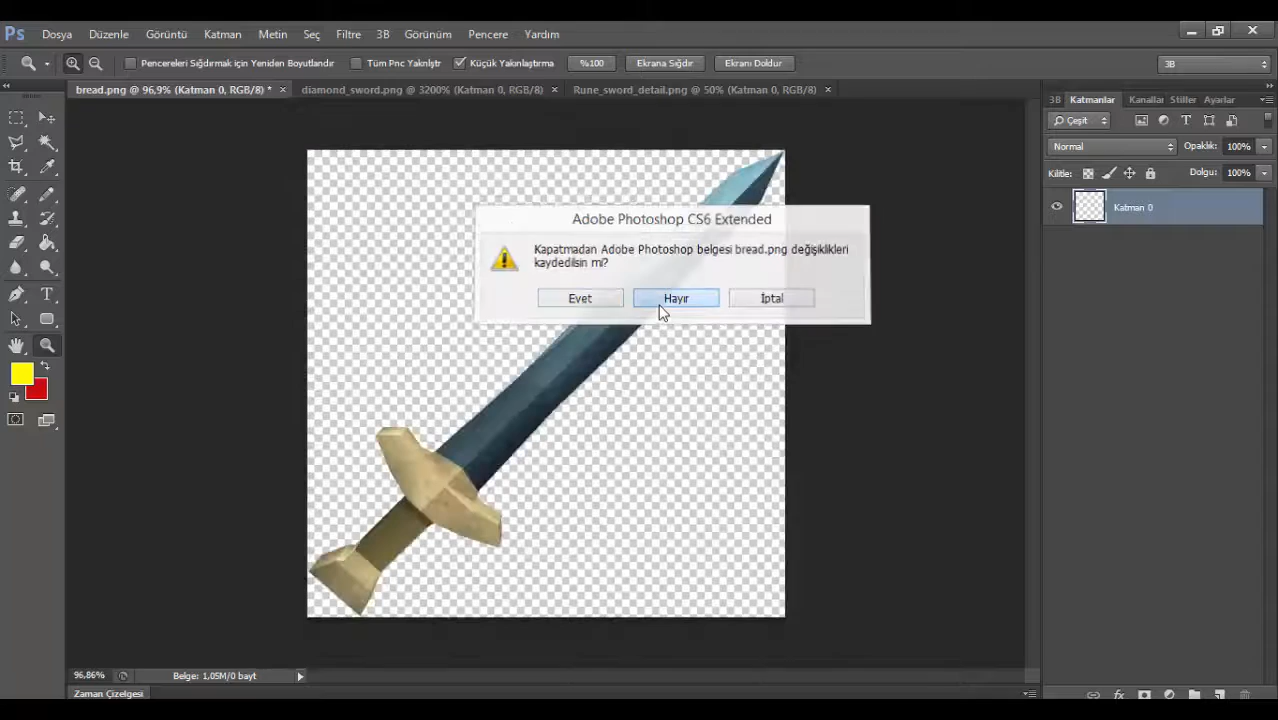 Ps Dosya Düzenle Görüntü Katman Metin Seç Filtre 3B Görünüm Pencere Yardım
Pencereleri Sığdırmak için Yeniden Boyutlandır Tüm Pnc Yaknlştr Küçük Yakınlaştırma %100 Ekrana Sığdır Ekranı Doldur 3B
bread.png @ 96,9% (Katman 0, RGB/8) * × diamond_sword.png @ 3200% (Katman 0, RGB/8) × Rune_sword_detail.png @ 50% (Katman 0, RGB/8) ×
3B Katmanlar Kanallar Stiller Ayarlar
Çeşit
Normal Opaklık: 100%
Kilitle: Dolgu: 100%
Katman 0
Adobe Photoshop CS6 Extended
Kapatmadan Adobe Photoshop belgesi bread.png değişiklikleri
kaydedilsin mi?
Evet Hayır İptal
96,86% Belge: 1,05M/0 bayt
Zaman Çizelgesi